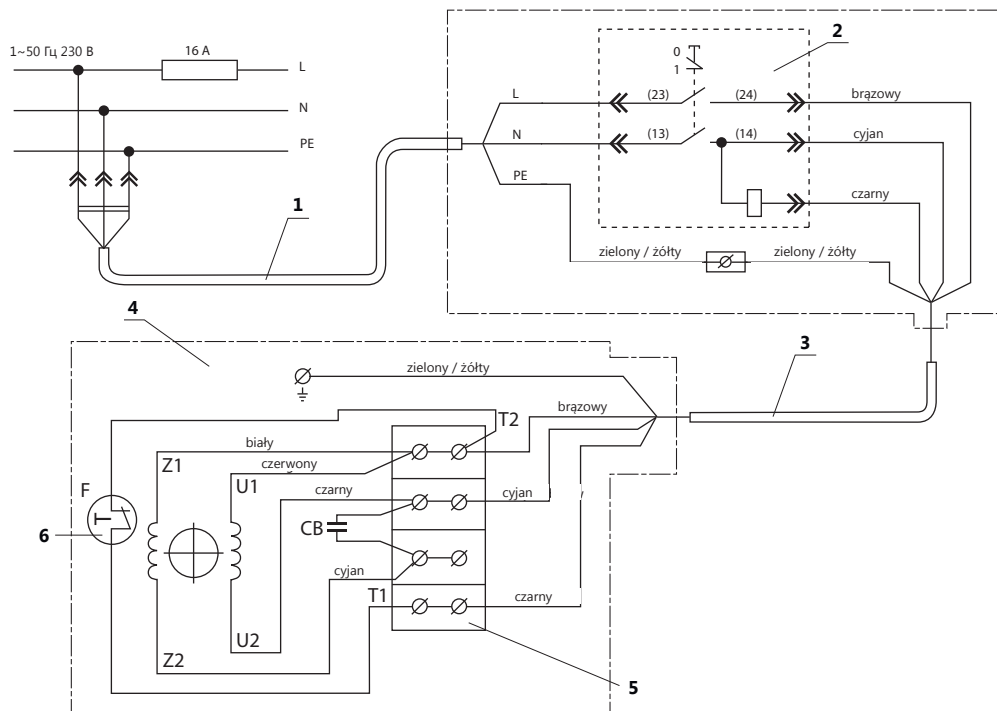 1~50 Гц 230 В
16 A
L
N
PE
1
2
0
1
L
(23)
(24)
brązowy
N
(13)
(14)
cyjan
PE
czarny
zielony / żółty
zielony / żółty
3
4
zielony / żółty
brązowy
T2
biały
Z1
czerwony
U1
czarny
cyjan
F
CB
6
cyjan
T1
czarny
U2
Z2
5